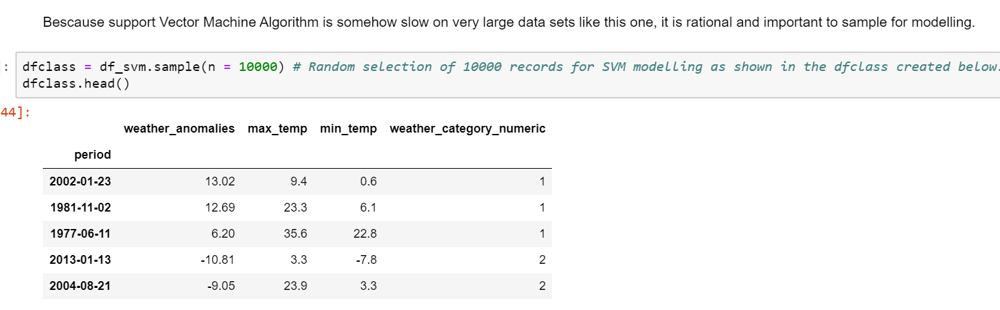 Bescause support Vector Machine Algorithm is somehow slow on very large data sets like this one, it is rational and important to sample for modelling.
]: dfclass = df_svm.sample(n = 10000) # Random selection of 10000 records for SVM modelling as shown in the dfclass created below.
dfclass.head()
44]:
weather_anomalies max_temp min_temp weather_category_numeric
period
2002-01-23 13.02 9.4 0.6 1
1981-11-02 12.69 23.3 6.1 1
1977-06-11 6.20 35.6 22.8 1
2013-01-13 -10.81 3.3 -7.8 2
2004-08-21 -9.05 23.9 3.3 2